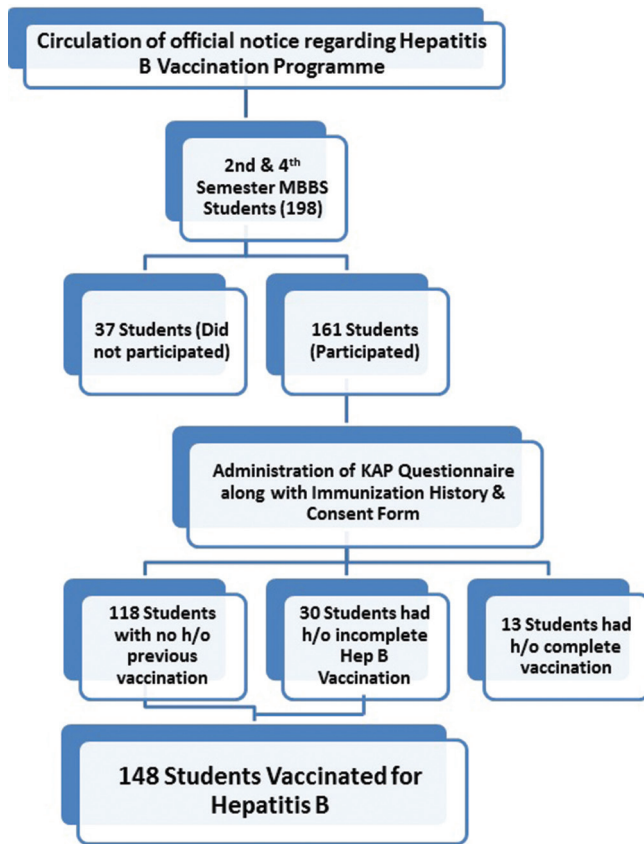 Circulation of official notice regarding Hepatitis
B Vaccination Programme
2nd & 4th
Semester MBBS
Students (198)
37 Students (Did
not participated)
161 Students
(Participated)
Administration of KAP Questionnaire
along with Immunization History &
Consent Form
118 Students
with no h/o
previous
vaccination
30 Students had
h/o incomplete
Hep B
Vaccination
13 Students had
h/o complete
vaccination
148 Students Vaccinated for
Hepatitis B